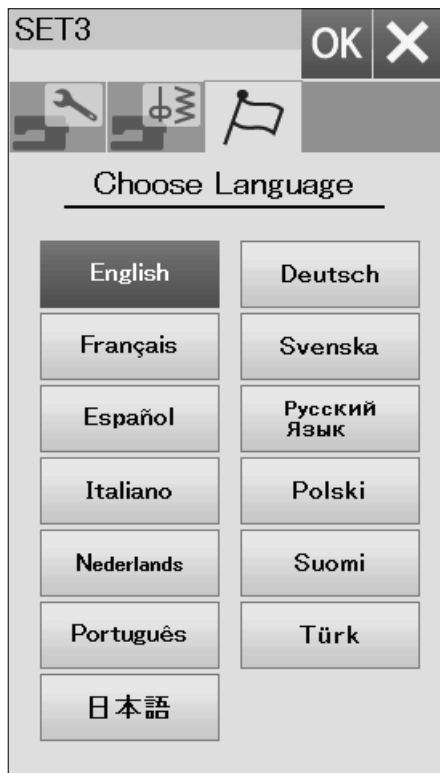 SET3
OK
Choose Language
English
Deutsch
Français
Svenska
Español
Русский
Язык
Italiano
Polski
Nederlands
Suomi
Português
Türk
日本語